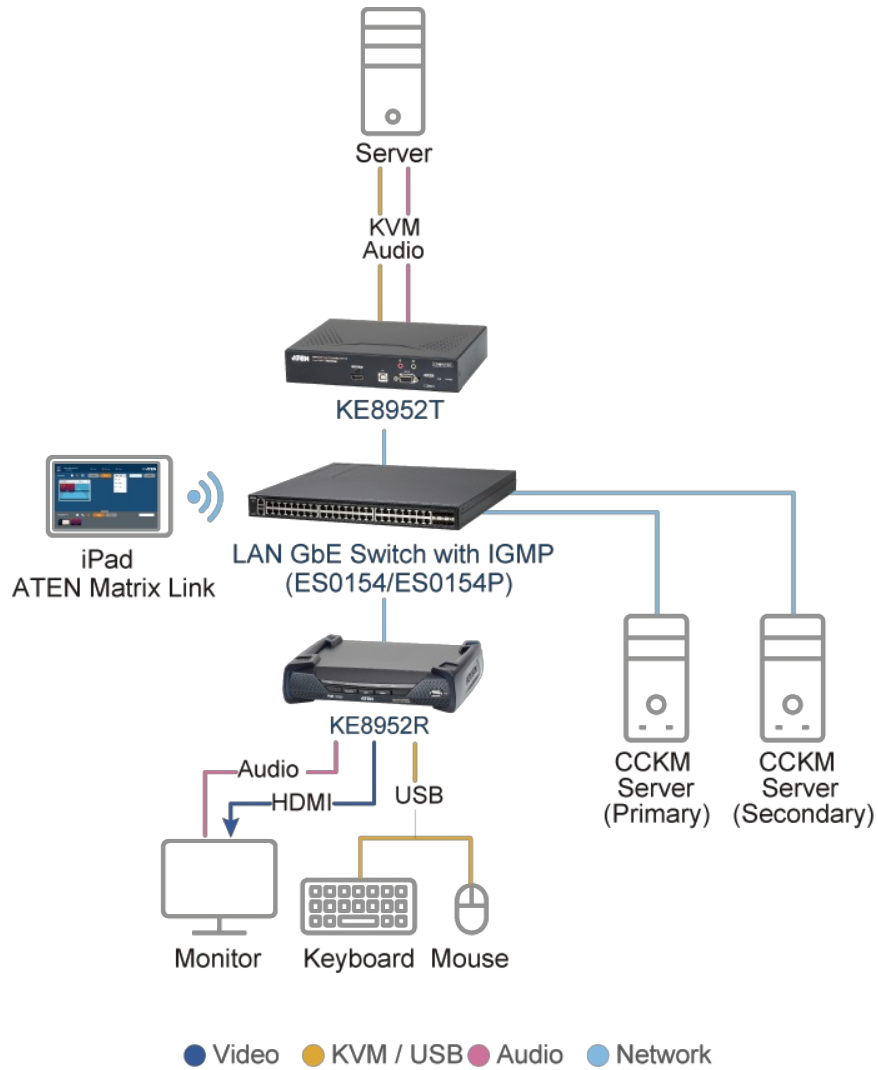 Server
KVM
Audio
ATEN
KE8952T
iPad
ATEN Matrix Link
LAN GbE Switch with IGMP
(ES0154/ES0154P)
KE8952R
Audio
HDMI
USB
CCKM
Server
(Primary)
CCKM
Server
(Secondary)
Monitor
Keyboard
Mouse
Video
KVM / USB
Audio
Network